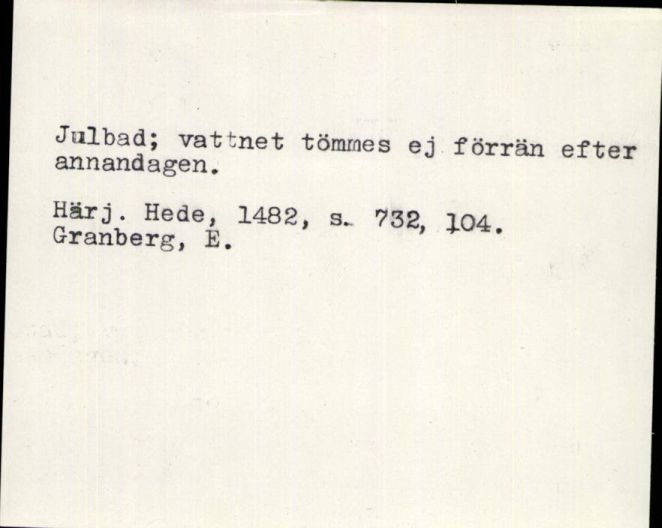 Julbad; vattnet tömmes ej förrän efter
annandagen.
Härj. Hede, 1482, s. 732, 104.
Granberg, E.